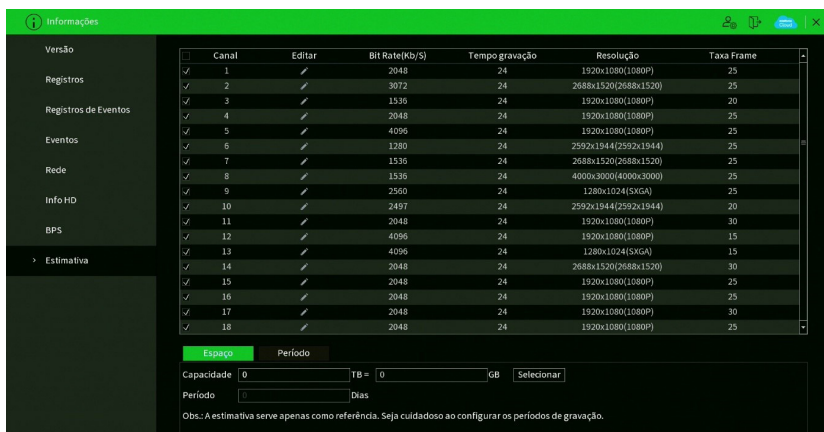 Informações
Versão
Registros
Registros de Eventos
Eventos
Rede
Info HD
BPS
Estimativa
Canal Editar Bit Rate(Kb/S) Tempo gravação Resolução Taxa Frame
1 2048 24 1920x1080(1080P) 25
2 3072 24 2688x1520(2688x1520) 25
3 1536 24 1920x1080(1080P) 20
4 2048 24 1920x1080(1080P) 25
5 4096 24 1920x1080(1080P) 25
6 1280 24 2592x1944(2592x1944) 25
7 1536 24 2688x1520(2688x1520) 25
8 1536 24 4000x3000(4000x3000) 25
9 2560 24 1280x1024(SXGA) 25
10 2497 24 2592x1944(2592x1944) 20
11 2048 24 1920x1080(1080P) 30
12 4096 24 1920x1080(1080P) 15
13 4096 24 1280x1024(SXGA) 15
14 2048 24 2688x1520(2688x1520) 30
15 2048 24 1920x1080(1080P) 25
16 2048 24 1920x1080(1080P) 25
17 2048 24 1920x1080(1080P) 30
18 2048 24 1920x1080(1080P) 25
Espaço Período
Capacidade 0 TB = 0 GB Selecionar
Período 0 Dias
Obs.: A estimativa serve apenas como referência. Seja cuidadoso ao configurar os períodos de gravação.